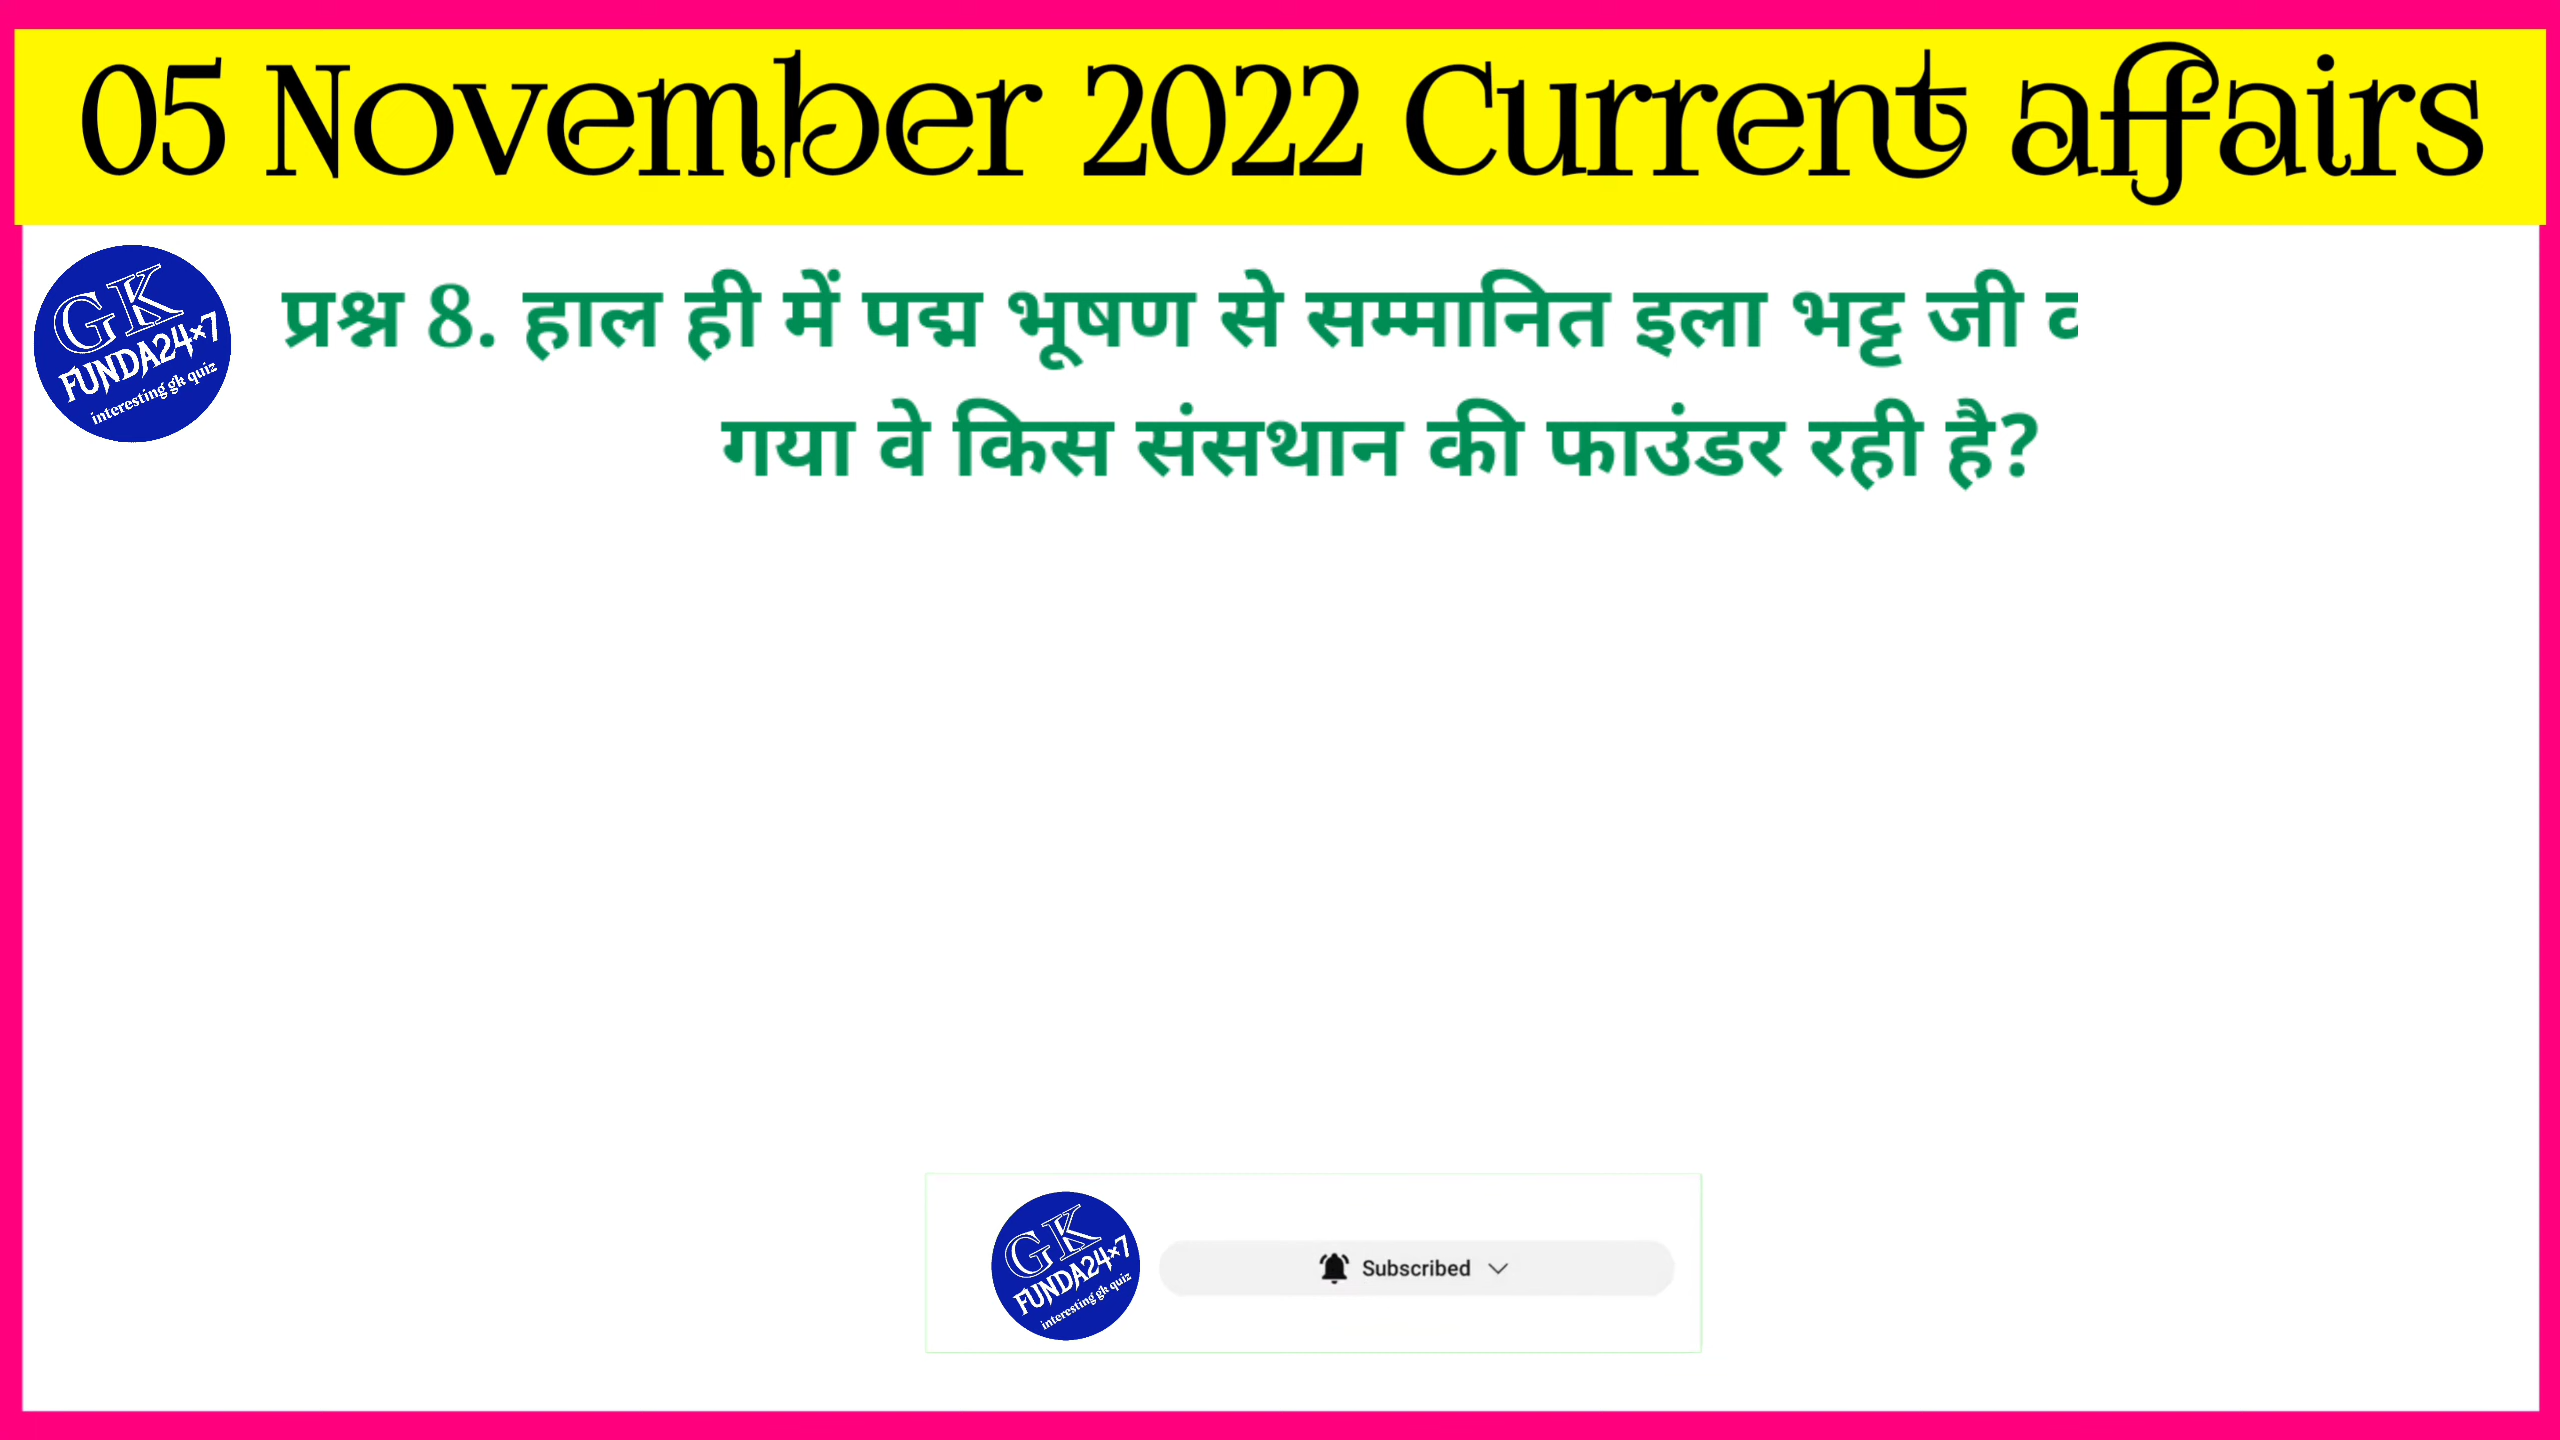 05 November 2022 Current affairs
GK
FUNDA24×7
interesting gk quiz
प्रश्न 8. हाल ही में पद्म भूषण से सम्मानित इला भट्ट जी
गया वे किस संसथान की फाउंडर रही है?
GK
FUNDA24×7
interesting gk quiz
Subscribed